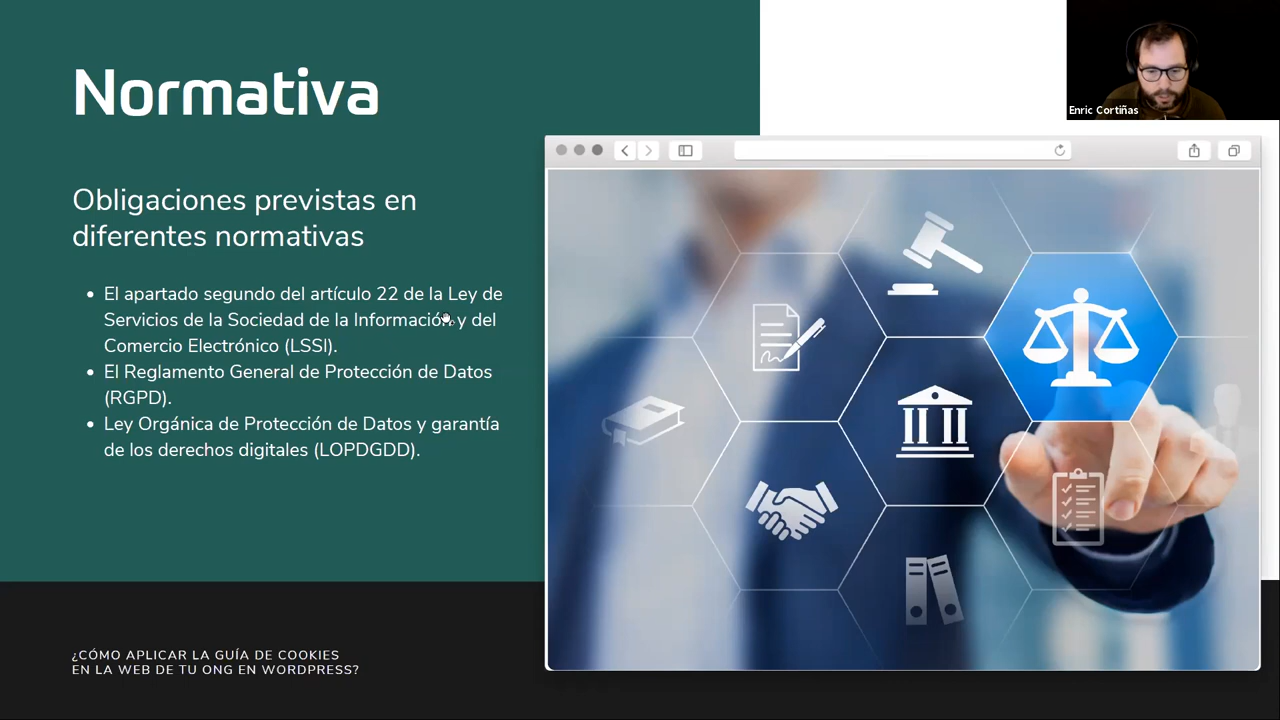 Normativa
Enric Cortiñas
Obligaciones previstas en
diferentes normativas
El apartado segundo del artículo 22 de la Ley de
Servicios de la Sociedad de la Información y del
Comercio Electrónico (LSSI).
El Reglamento General de Protección de Datos
(RGPD).
Ley Orgánica de Protección de Datos y garantía
de los derechos digitales (LOPDGDD).
¿CÓMO APLICAR LA GUÍA DE COOKIES
EN LA WEB DE TU ONG EN WORDPRESS?